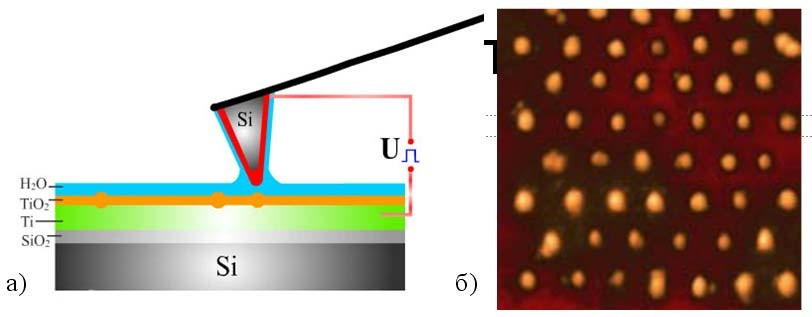 Si
U
H₂O
TiO₂
Ti
SiO₂
Si
а)
б)